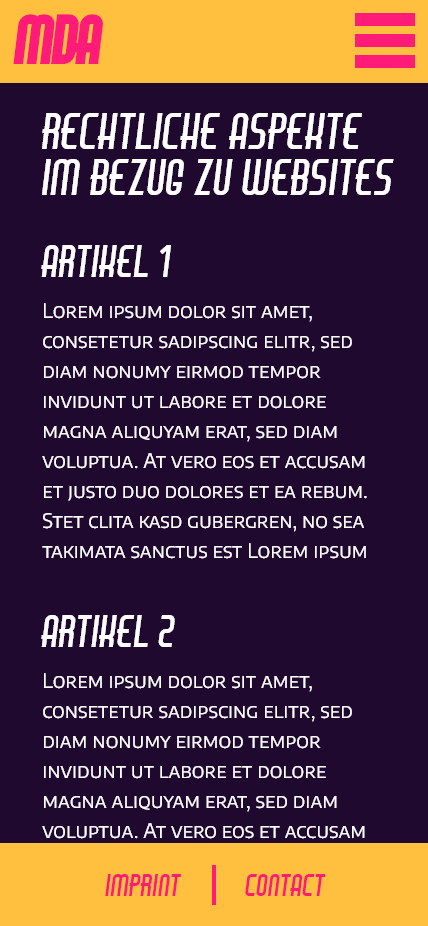 MDA
RECHTLICHE ASPEKTE
IM BEZUG ZU WEBSITES
ARTIKEL 1
Lorem ipsum dolor sit amet,
consetetur sadipscing elitr, sed
diam nonumy eirmod tempor
invidunt ut labore et dolore
magna aliquyam erat, sed diam
voluptua. At vero eos et accusam
et justo duo dolores et ea rebum.
Stet clita kasd gubergren, no sea
takimata sanctus est Lorem ipsum
ARTIKEL 2
Lorem ipsum dolor sit amet,
consetetur sadipscing elitr, sed
diam nonumy eirmod tempor
invidunt ut labore et dolore
magna aliquyam erat, sed diam
voluptua. At vero eos et accusam
IMPRINT | CONTACT